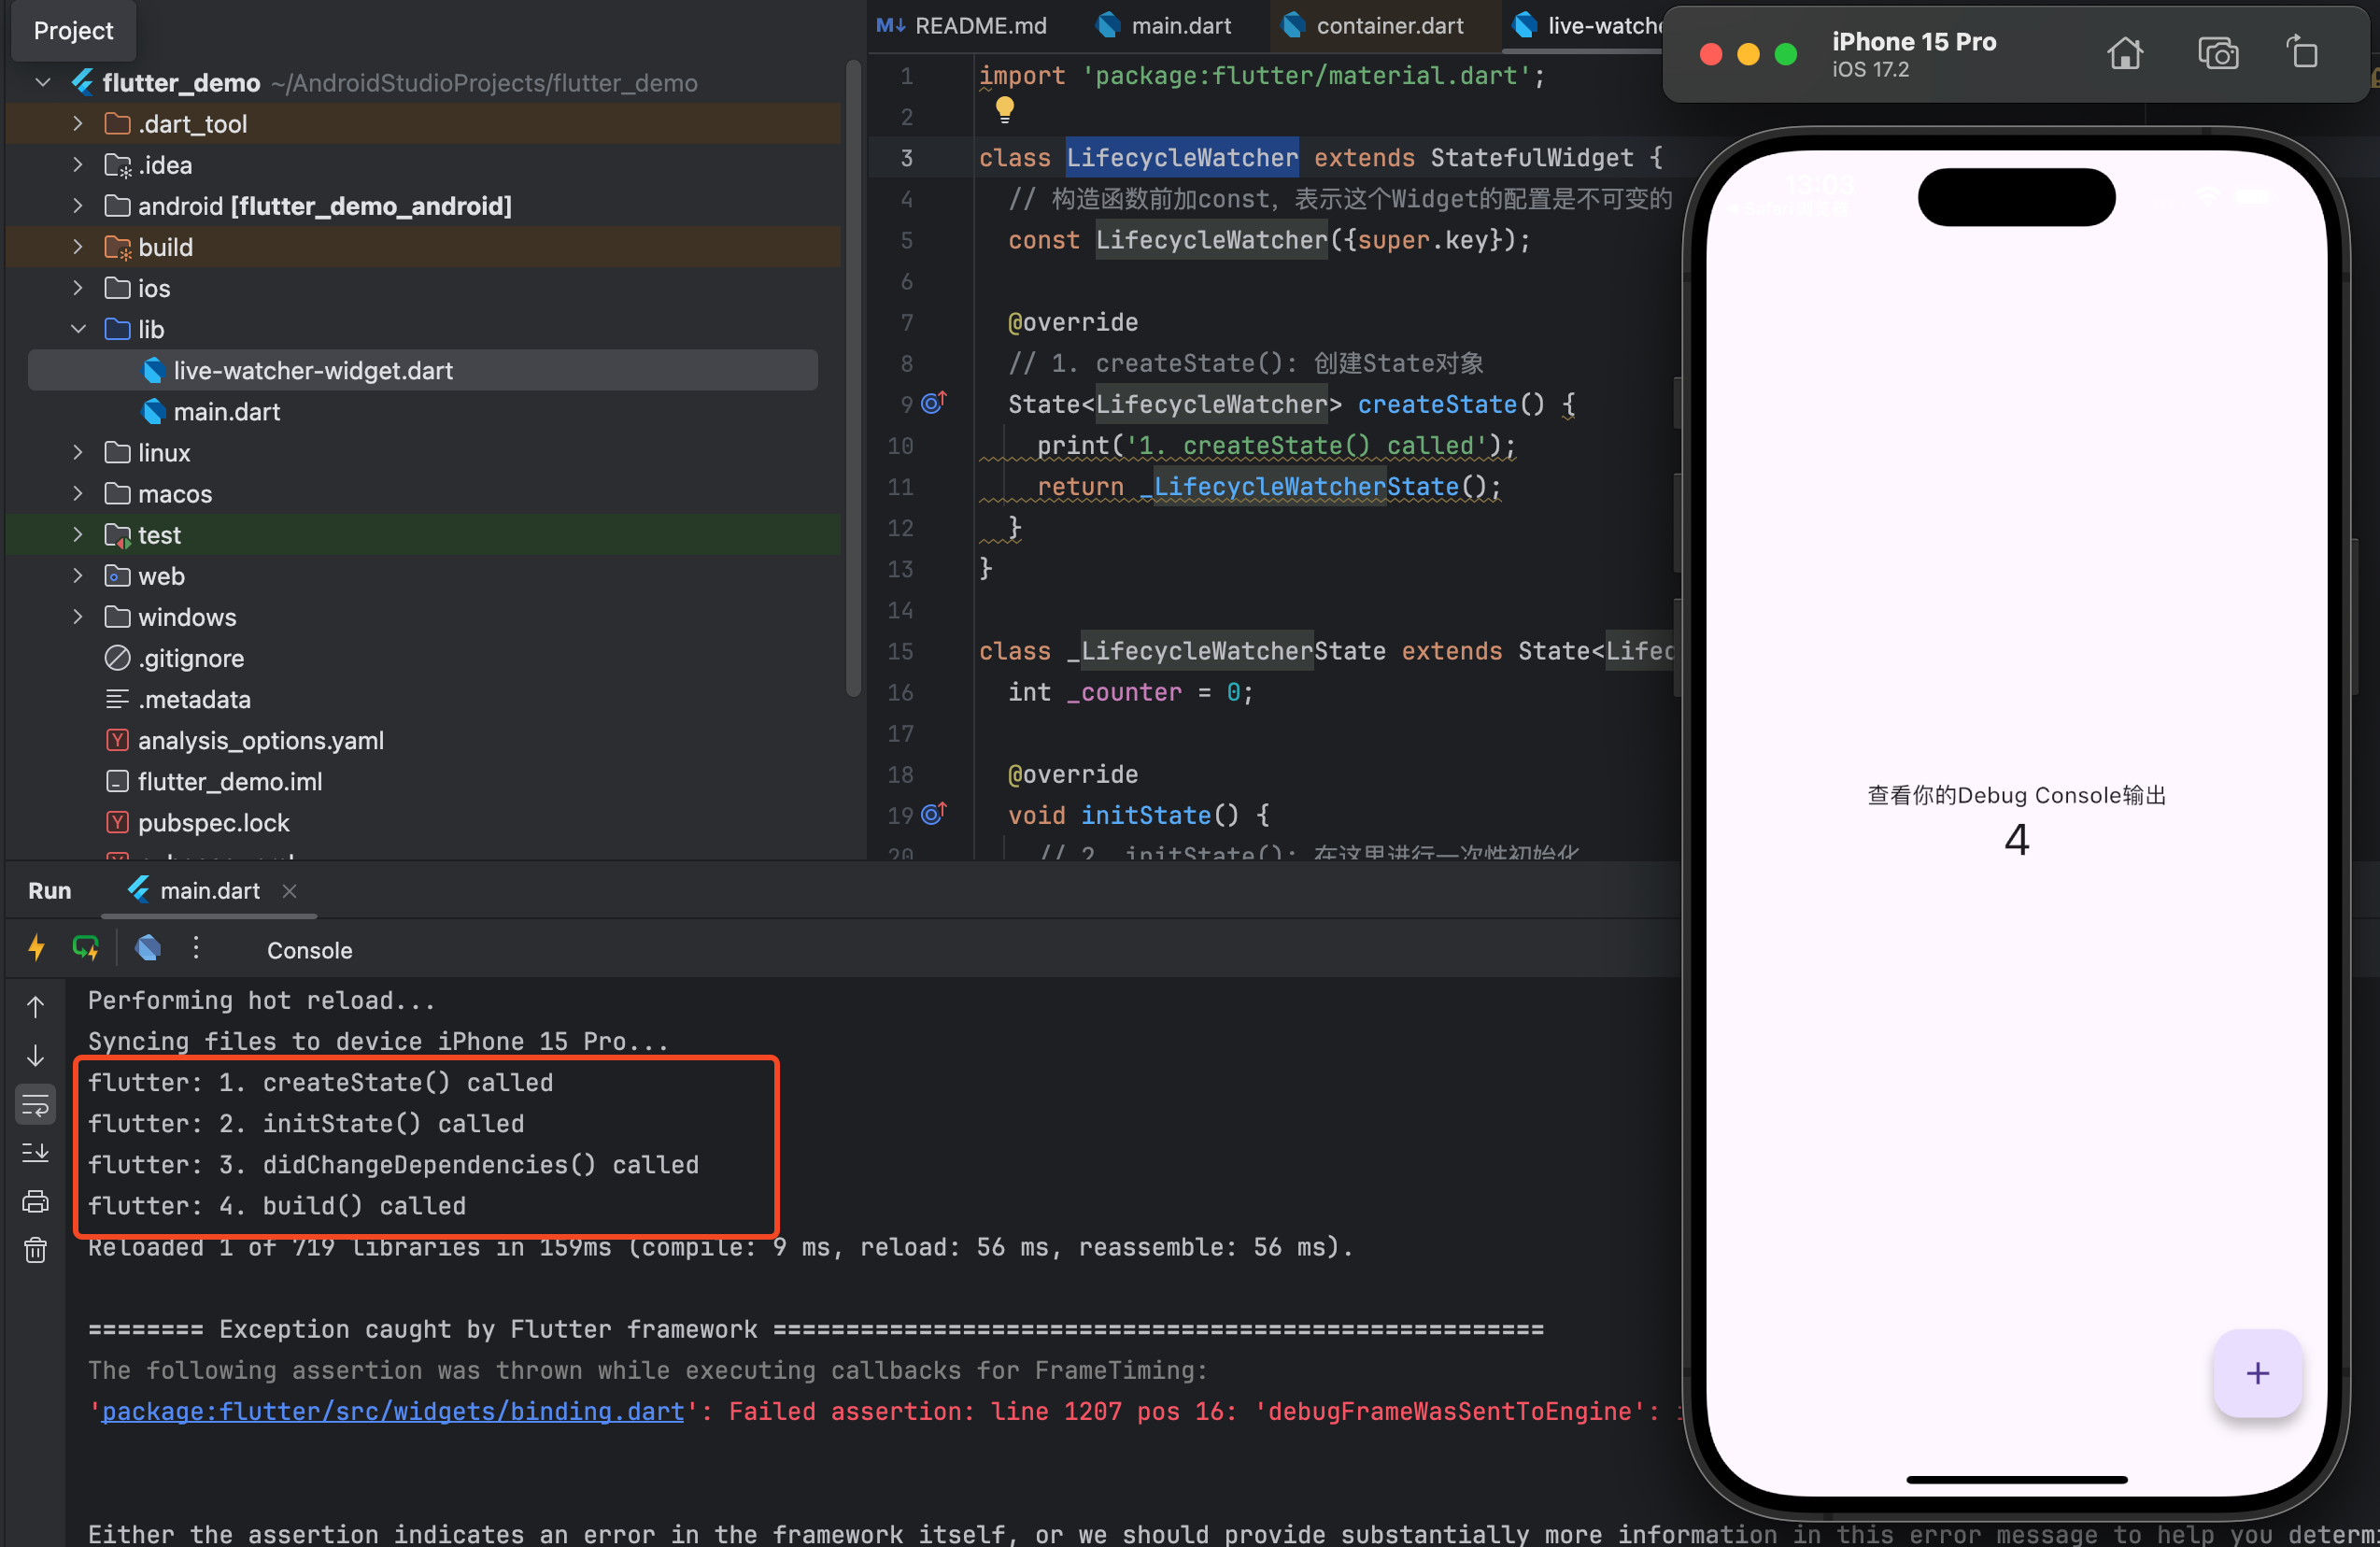 Project
flutter_demo ~/AndroidStudioProjects/flutter_demo
.dart_tool
.idea
android [flutter_demo_android]
build
ios
lib
live-watcher-widget.dart
main.dart
linux
macos
test
web
windows
.gitignore
.metadata
analysis_options.yaml
flutter_demo.iml
pubspec.lock
README.md main.dart container.dart live-watche
1 import 'package:flutter/material.dart';
2
3 class LifecycleWatcher extends StatefulWidget {
4 // 构造函数前加const，表示这个Widget的配置是不可变的
5 const LifecycleWatcher({super.key});
6
7 @override
8 // 1. createState(): 创建State对象
9 State<LifecycleWatcher> createState() {
10 print('1. createState() called');
11 return _LifecycleWatcherState();
12 }
13 }
14
15 class _LifecycleWatcherState extends State<Lifec
16 int _counter = 0;
17
18 @override
19 void initState() {
20 // 2. initState(): 在这里进行一次性初始化
iPhone 15 Pro
iOS 17.2
查看你的Debug Console输出
4
+
Run main.dart
Console
Performing hot reload...
Syncing files to device iPhone 15 Pro...
flutter: 1. createState() called
flutter: 2. initState() called
flutter: 3. didChangeDependencies() called
flutter: 4. build() called
Reloaded 1 of 719 libraries in 159ms (compile: 9 ms, reload: 56 ms, reassemble: 56 ms).
======== Exception caught by Flutter framework =====================================================
The following assertion was thrown while executing callbacks for FrameTiming:
'package:flutter/src/widgets/binding.dart': Failed assertion: line 1207 pos 16: 'debugFrameWasSentToEngine':
Either the assertion indicates an error in the framework itself, or we should provide substantially more information in this error message to help you determi